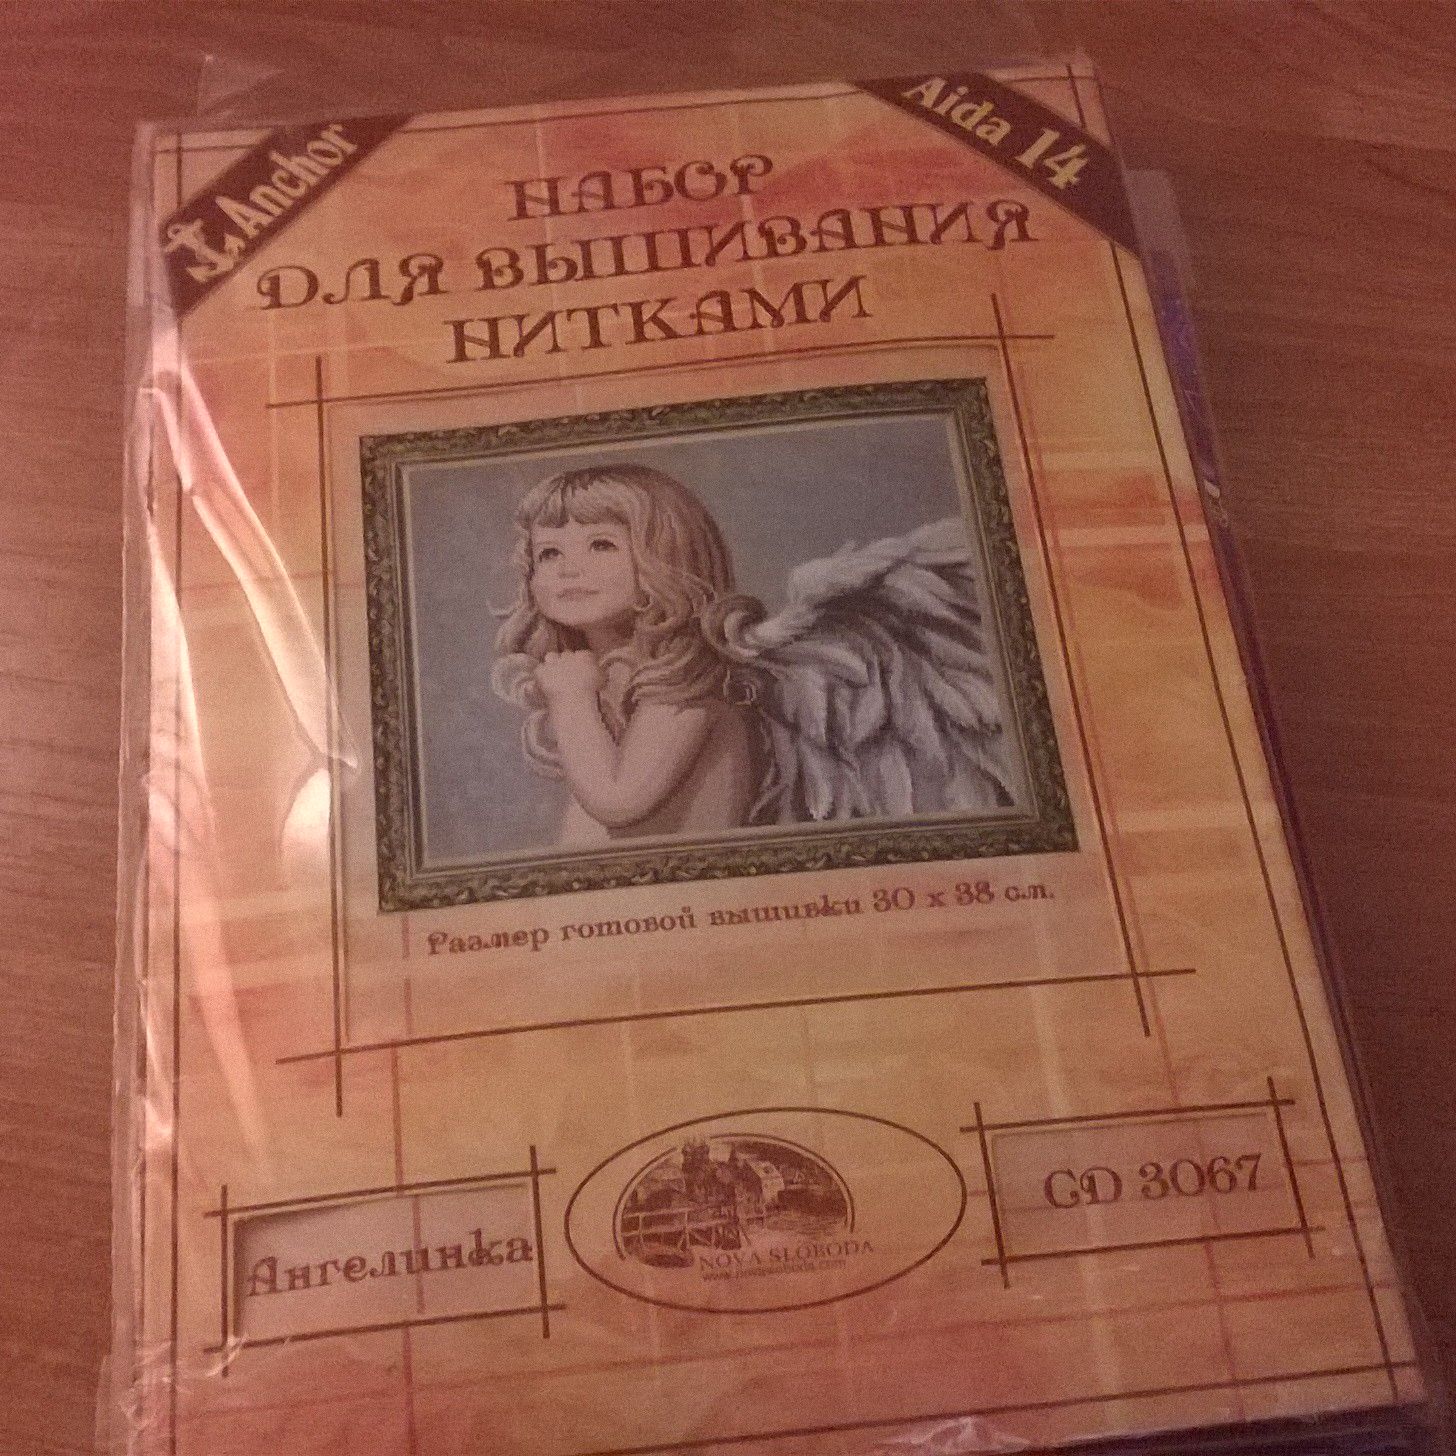 Anchor
Aida 14
НАБОР
ДЛЯ ВЫШИВАНИЯ
НИТКАМИ
Размер готовой вышивки 30 x 38 см.
Ангелинка
NOVA SLOBODA
CD 3067